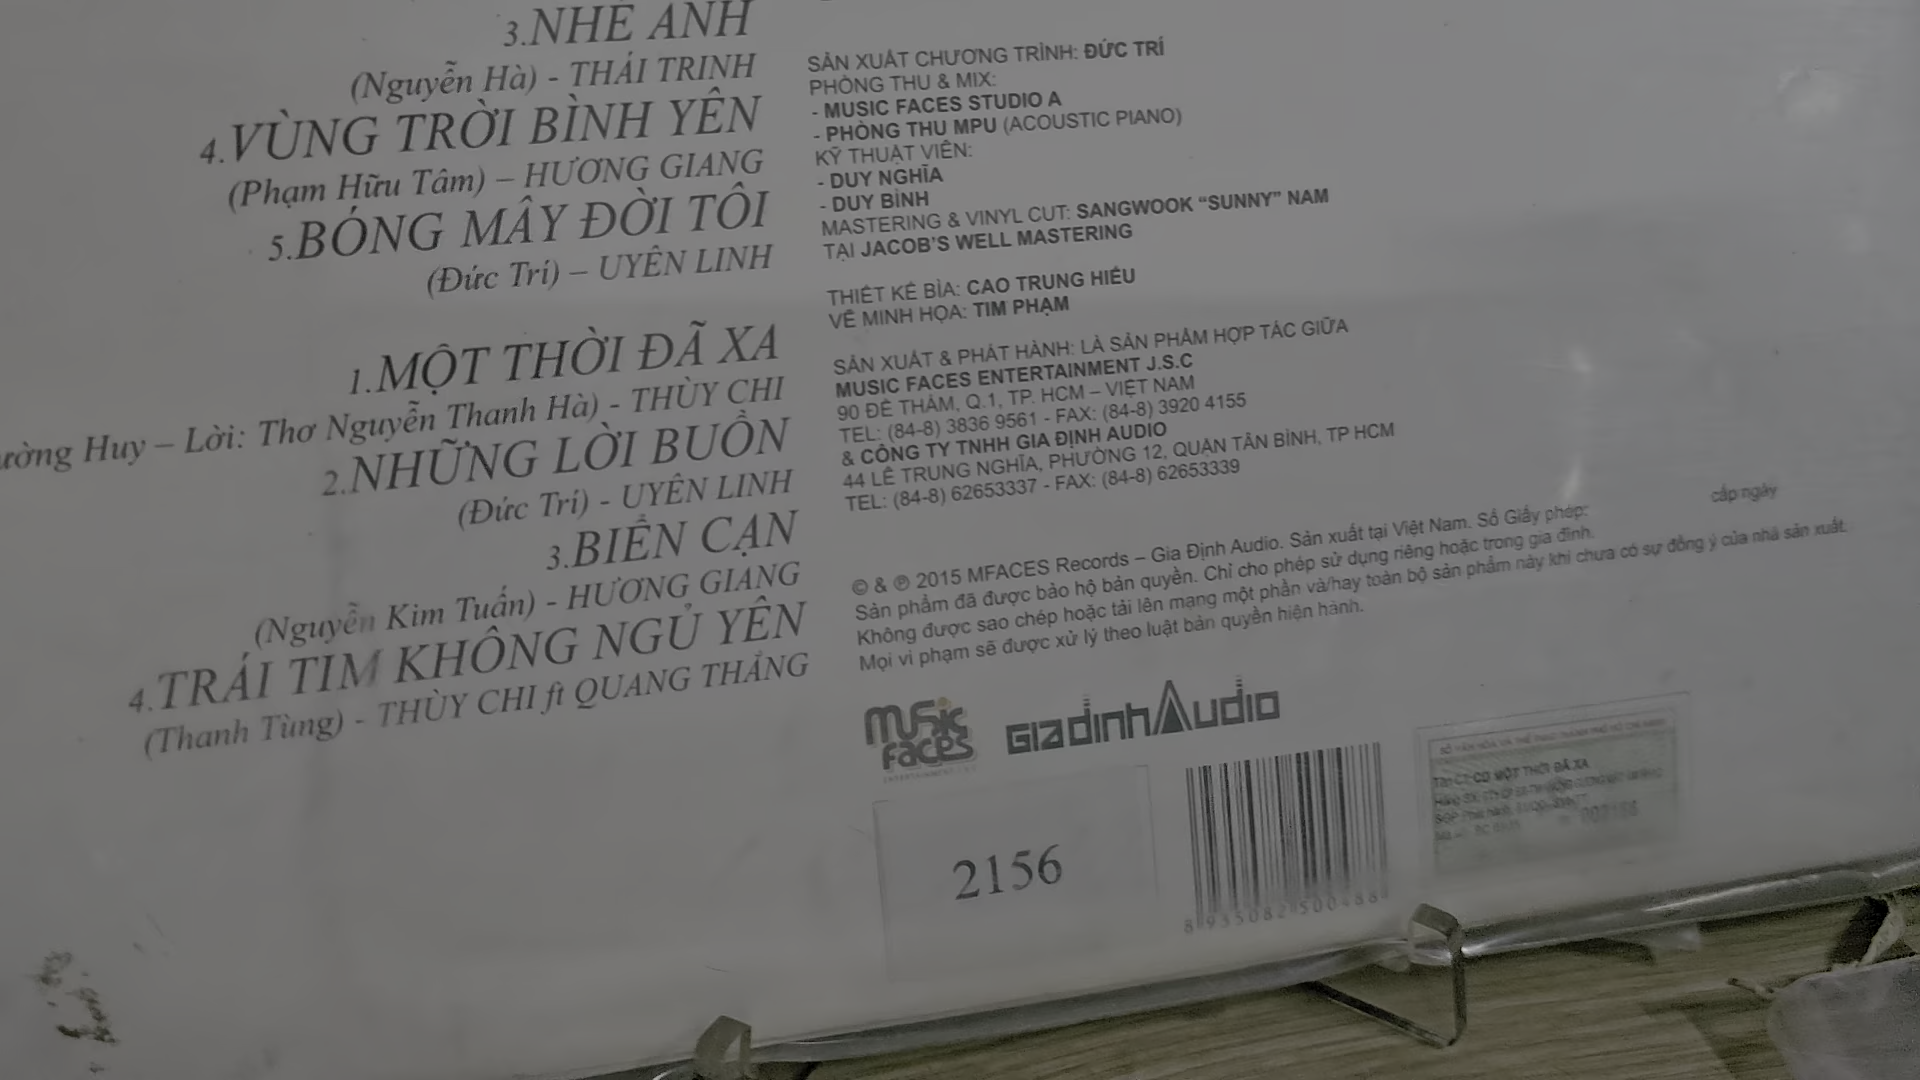 3.NHÉ ANH
(Nguyễn Hà) - THÁI TRINH
4.VÙNG TRỜI BÌNH YÊN
(Phạm Hữu Tâm) – HƯƠNG GIANG
5.BÓNG MÂY ĐỜI TÔI
(Đức Trí) – UYÊN LINH
1.MỘT THỜI ĐÃ XA
Huy – Lời: Thơ Nguyễn Thanh Hà) - THÙY CHI
2.NHỮNG LỜI BUỒN
(Đức Trí) - UYÊN LINH
3.BIỂN CẠN
(Nguyễn Kim Tuấn) - HƯƠNG GIANG
4.TRÁI TIM KHÔNG NGỦ YÊN
(Thanh Tùng) - THÙY CHI ft QUANG THẮNG
SẢN XUẤT CHƯƠNG TRÌNH: ĐỨC TRÍ
PHÒNG THU & MIX:
- MUSIC FACES STUDIO A
- PHÒNG THU MPU (ACOUSTIC PIANO)
KỸ THUẬT VIÊN:
- DUY NGHĨA
- DUY BÌNH
MASTERING & VINYL CUT: SANGWOOK “SUNNY” NAM
TẠI JACOB'S WELL MASTERING
THIẾT KẾ BÌA: CAO TRUNG HIẾU
VẼ MINH HỌA: TIM PHẠM
SẢN XUẤT & PHÁT HÀNH: LÀ SẢN PHẨM HỢP TÁC GIỮA
MUSIC FACES ENTERTAINMENT J.S.C
90 ĐỀ THÁM, Q.1, TP. HCM – VIỆT NAM
TEL: (84-8) 3836 9561 - FAX: (84-8) 3920 4155
& CÔNG TY TNHH GIA ĐỊNH AUDIO
44 LÊ TRUNG NGHĨA, PHƯỜNG 12, QUẬN TÂN BÌNH, TP HCM
TEL: (84-8) 62653337 - FAX: (84-8) 62653339
© & ℗ 2015 MFACES Records – Gia Định Audio. Sản xuất tại Việt Nam. Số Giấy phép: cấp ngày
Sản phẩm đã được bảo hộ bản quyền. Chỉ cho phép sử dụng riêng hoặc trong gia đình.
Không được sao chép hoặc tải lên mạng một phần và/hay toàn bộ sản phẩm này khi chưa có sự đồng ý của nhà sản xuất.
Mọi vi phạm sẽ được xử lý theo luật bản quyền hiện hành.
music faces
GIADINHAUDIO
2156
8 935082 500488
MỘT THỜI ĐÃ XA